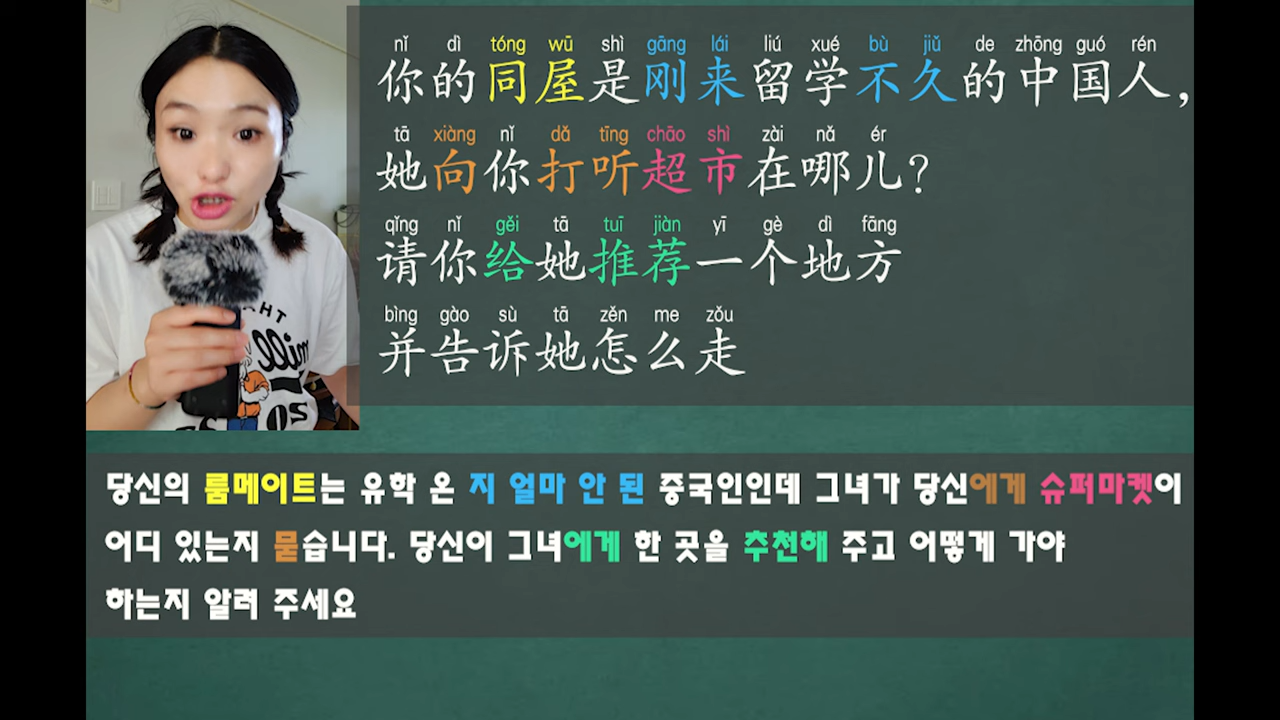 nǐ dì tóng wū shì gāng lái liú xué bù jiǔ de zhōng guó rén
你的同屋是刚来留学不久的中国人，
tā xiàng nǐ dǎ tīng chāo shì zài nǎ ér
她向你打听超市在哪儿？
qǐng nǐ gěi tā tuī jiàn yī gè dì fāng
请你给她推荐一个地方
bìng gào sù tā zěn me zǒu
并告诉她怎么走
당신의 룸메이트는 유학 온 지 얼마 안 된 중국인인데 그녀가 당신에게 슈퍼마켓이
어디 있는지 묻습니다. 당신이 그녀에게 한 곳을 추천해 주고 어떻게 가야
하는지 알려 주세요